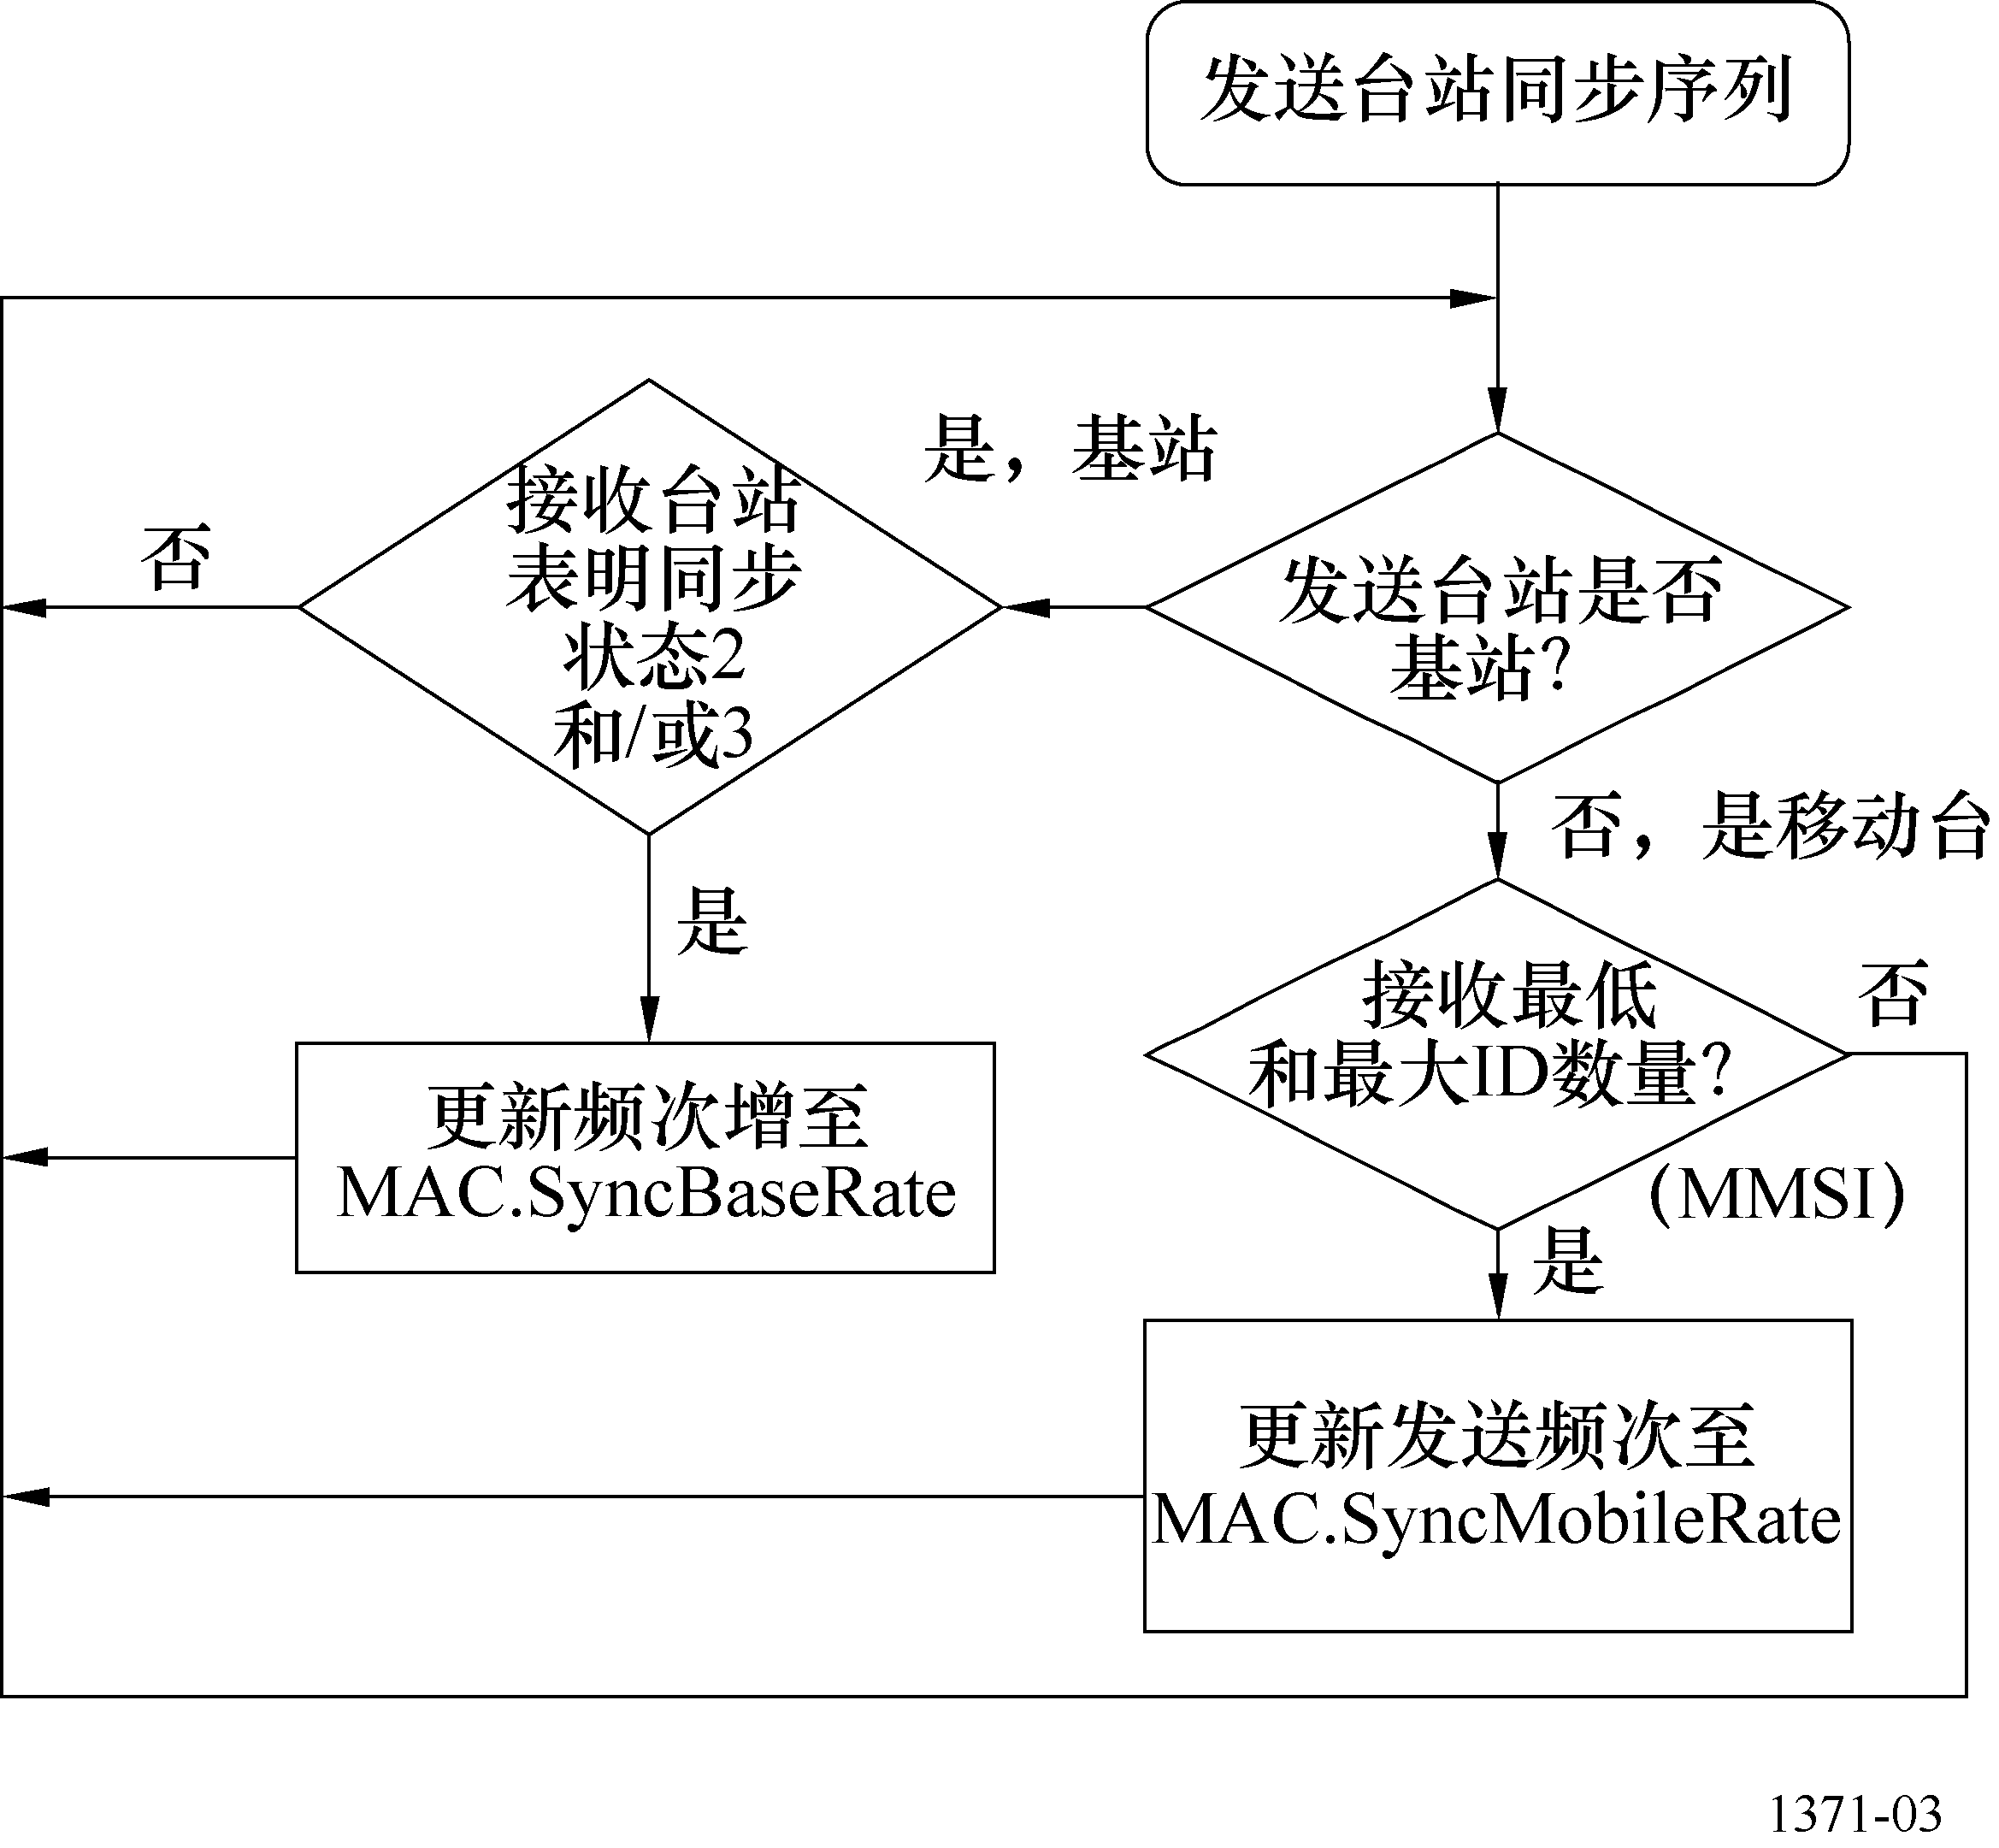 发送台站同步序列
是，基站
接收台站
表明同步
状态2
和/或3
否
发送台站是否
基站？
否，是移动台
是
接收最低
和最大ID数量？
(MMSI)
否
更新频次增至
MAC.SyncBaseRate
是
更新发送频次至
MAC.SyncMobileRate
1371-03